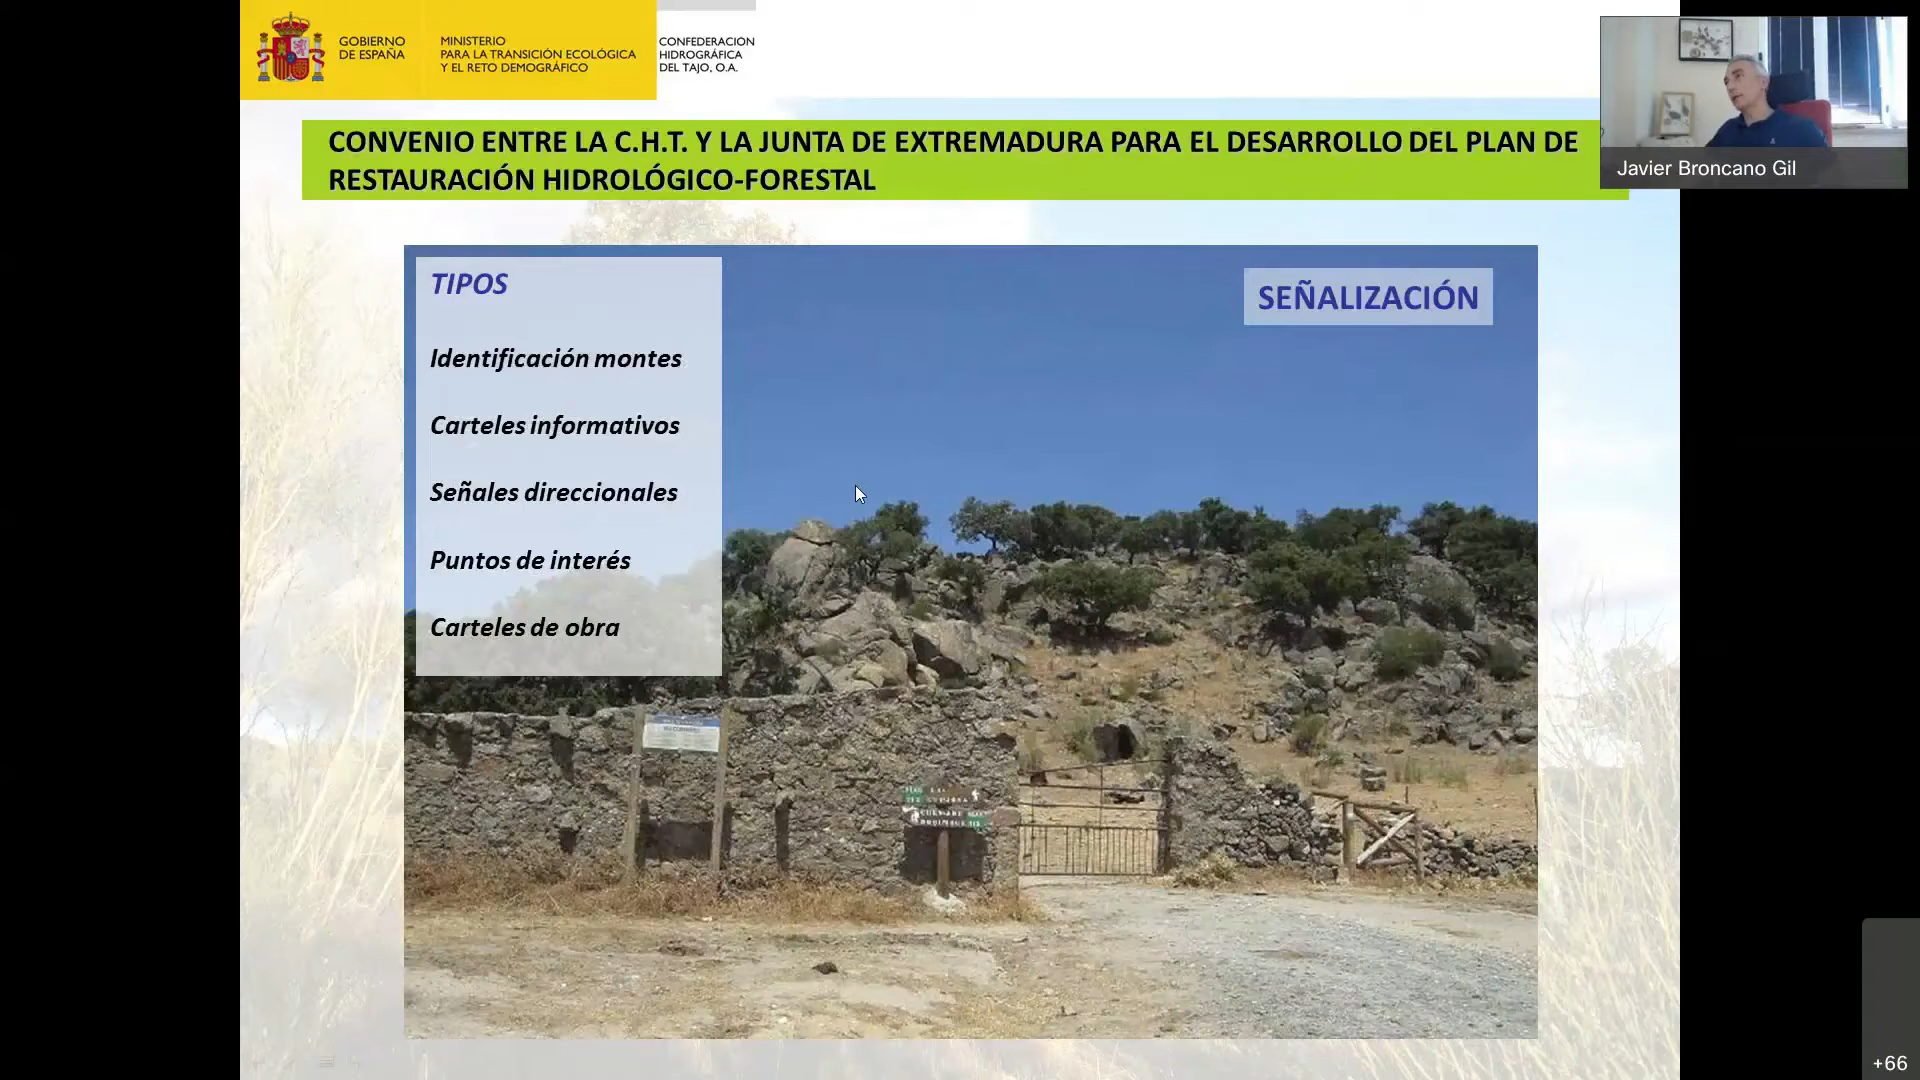 GOBIERNO
DE ESPAÑA
MINISTERIO
PARA LA TRANSICIÓN ECOLÓGICA
Y EL RETO DEMOGRÁFICO
CONFEDERACION
HIDROGRÁFICA
DEL TAJO, O.A.
CONVENIO ENTRE LA C.H.T. Y LA JUNTA DE EXTREMADURA PARA EL DESARROLLO DEL PLAN DE
RESTAURACIÓN HIDROLÓGICO-FORESTAL
Javier Broncano Gil
TIPOS
Identificación montes
Carteles informativos
Señales direccionales
Puntos de interés
Carteles de obra
SEÑALIZACIÓN
+66